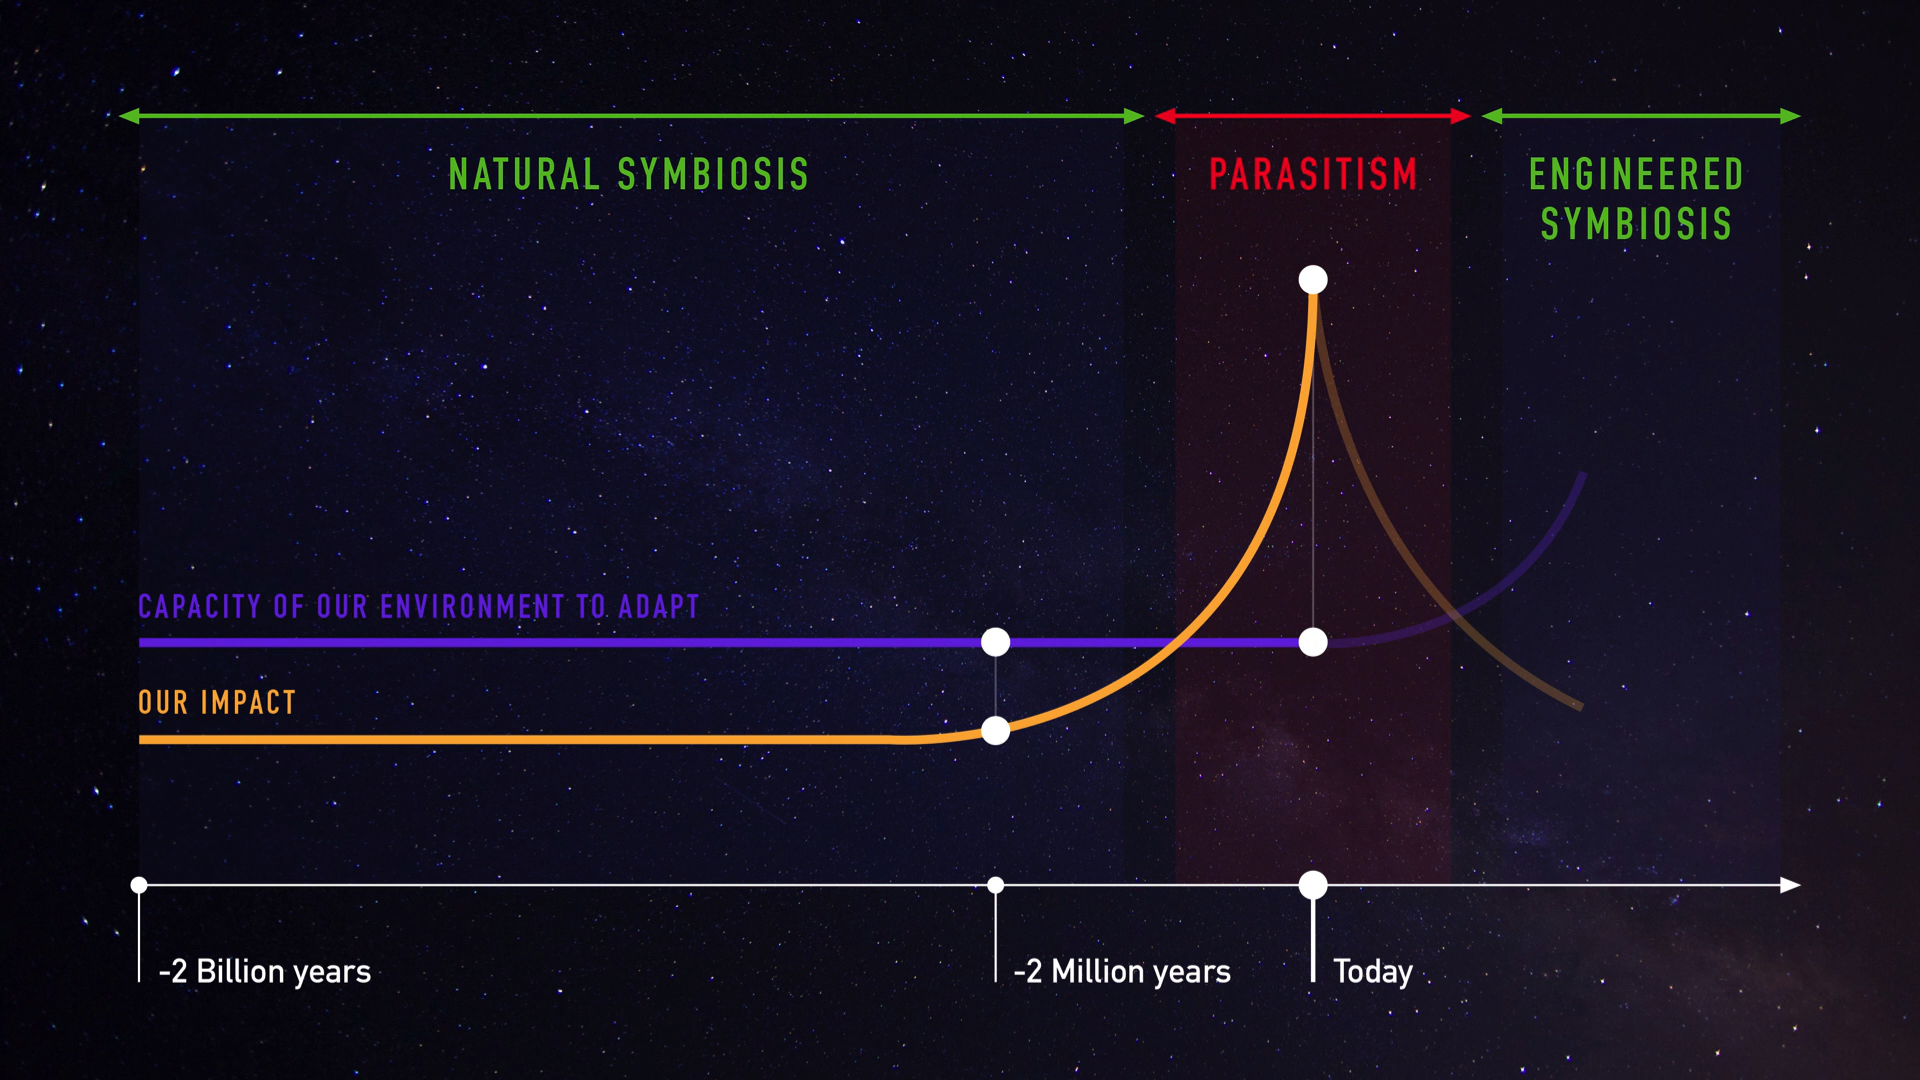 NATURAL SYMBIOSIS
PARASITISM
ENGINEERED
SYMBIOSIS
CAPACITY OF OUR ENVIRONMENT TO ADAPT
OUR IMPACT
-2 Billion years
-2 Million years
Today